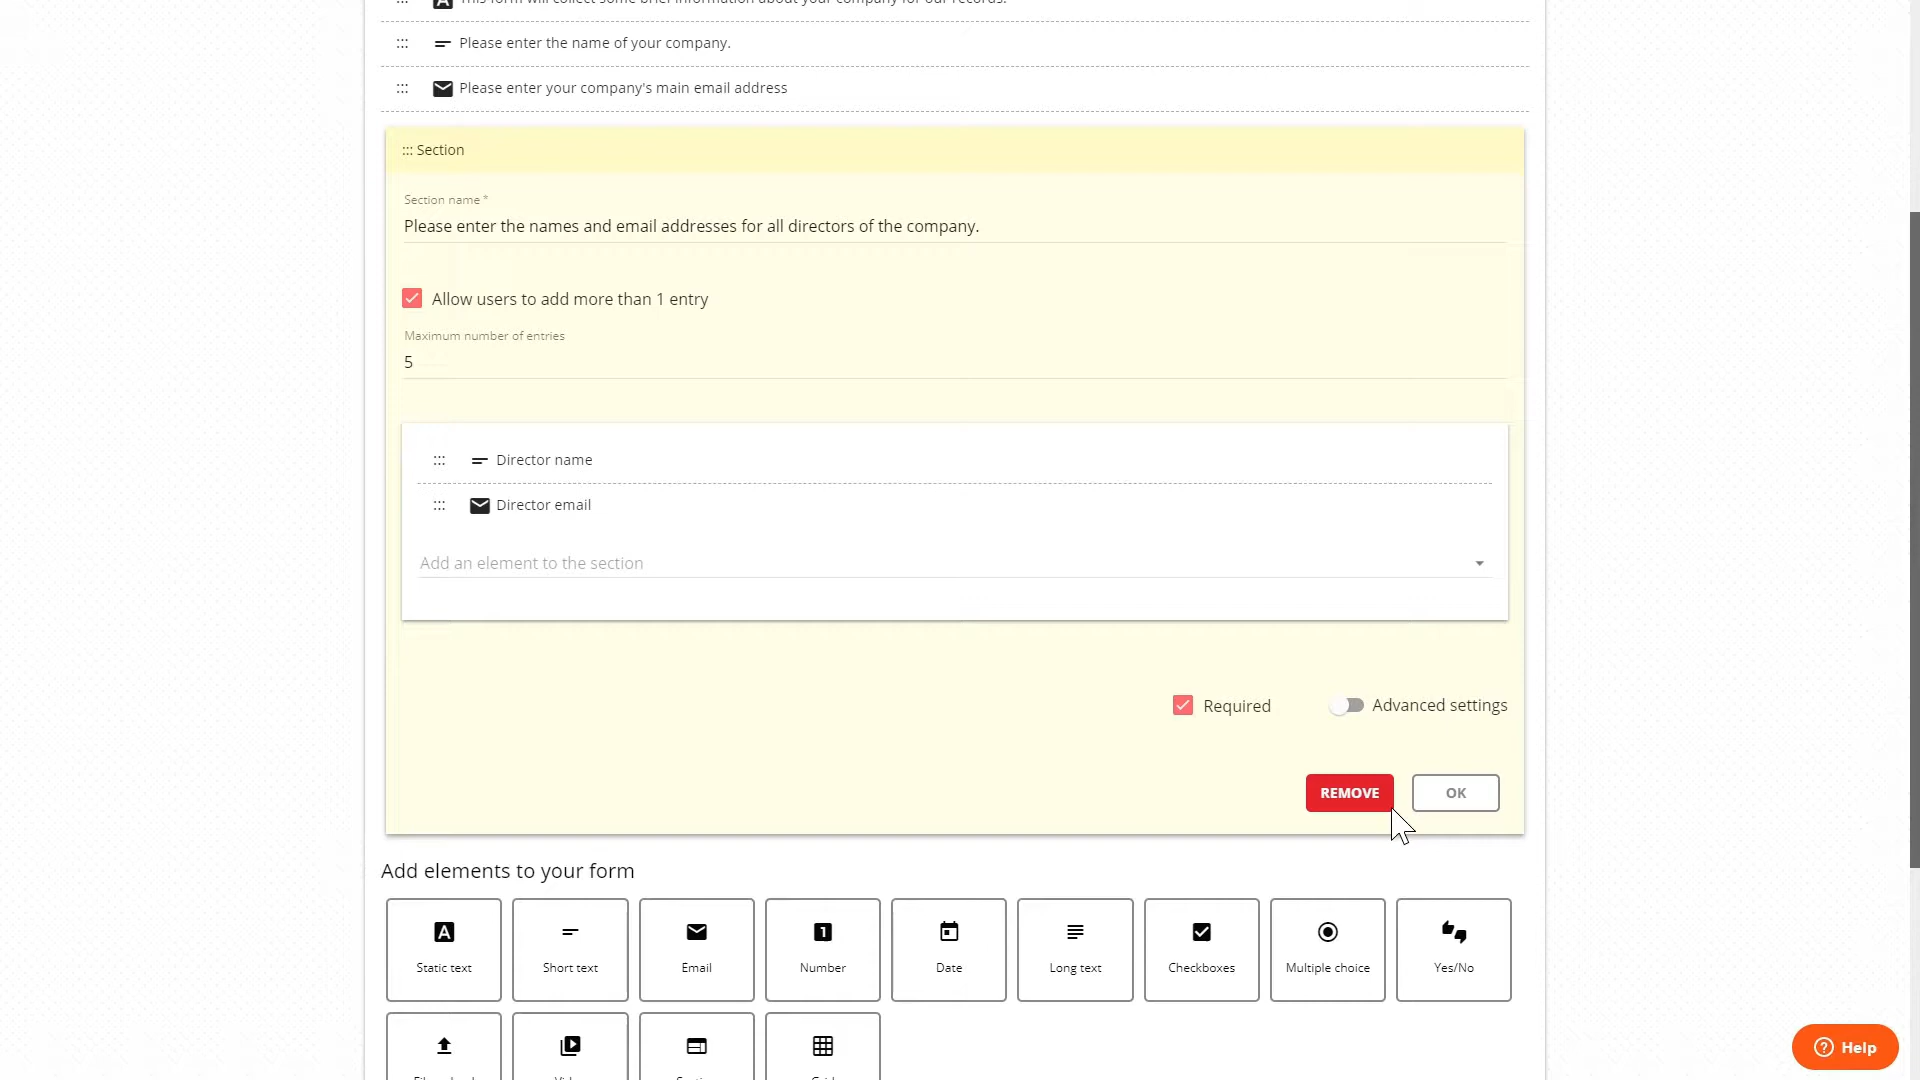 This form will collect some brief information about your company for our records.
::: Please enter the name of your company.
::: Please enter your company's main email address
::: Section
Section name *
Please enter the names and email addresses for all directors of the company.
Allow users to add more than 1 entry
Maximum number of entries
5
::: Director name
::: Director email
Add an element to the section
Required
Advanced settings
REMOVE
OK
Add elements to your form
Static text
Short text
Email
Number
Date
Long text
Checkboxes
Multiple choice
Yes/No
Help